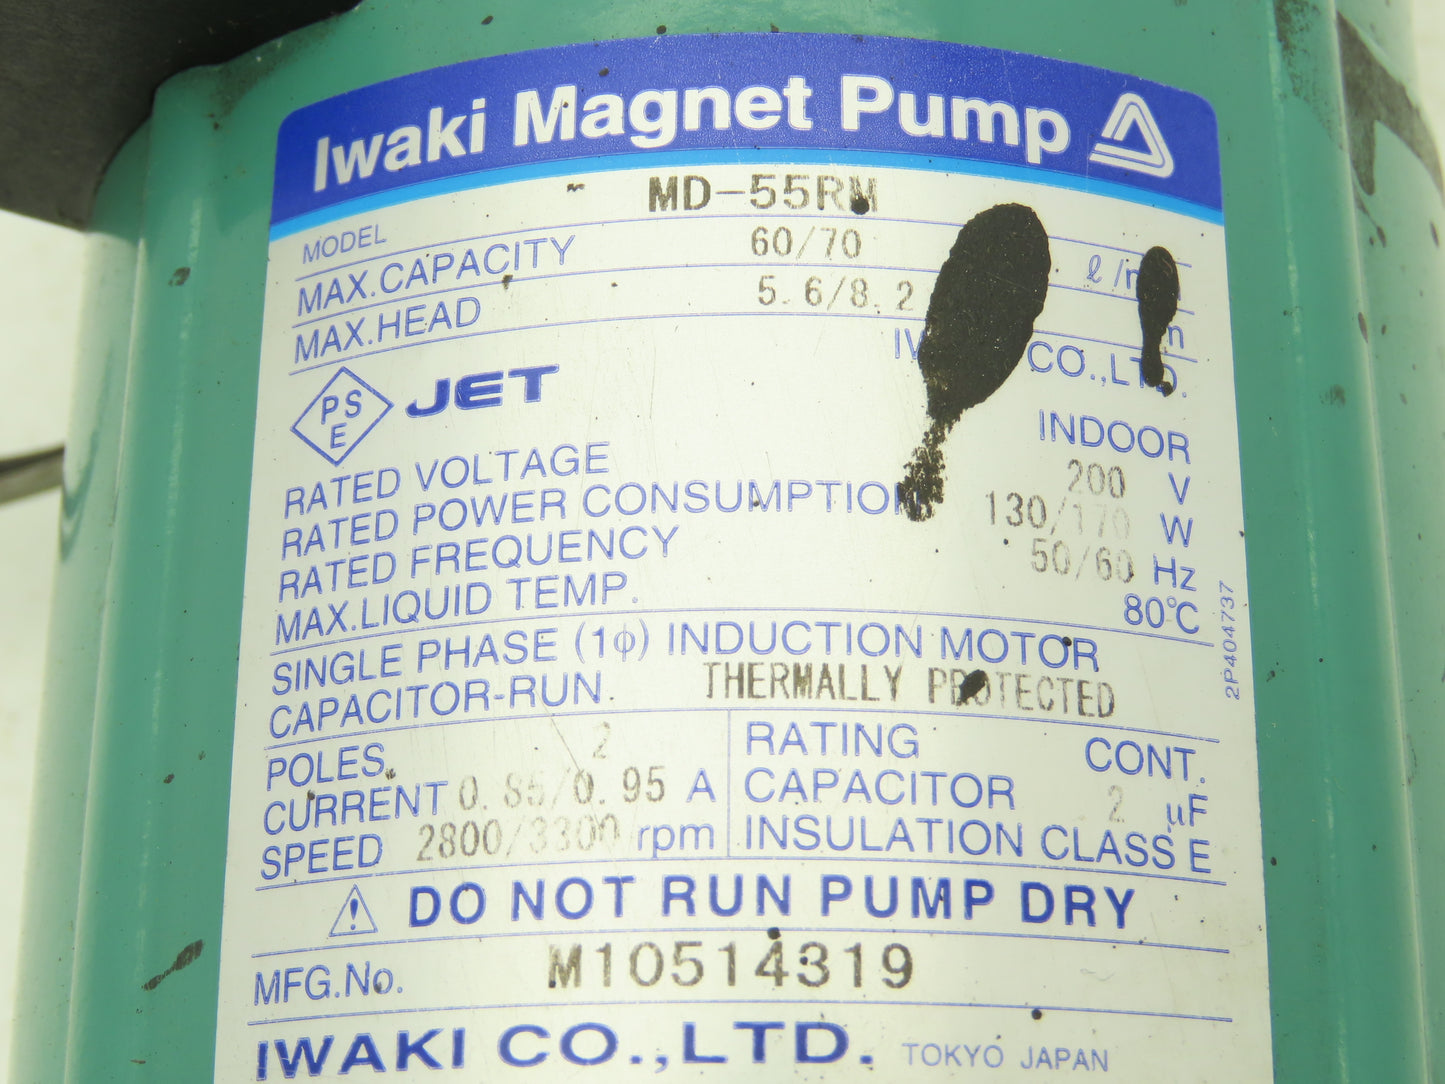 Iwaki Magnet Pump
MODEL MD-55RM
MAX.CAPACITY 60/70
MAX.HEAD 5.6/8.2
CO.,LTD.
PS E JET
INDOOR
RATED VOLTAGE 200 V
RATED POWER CONSUMPTION 130/170 W
RATED FREQUENCY 50/60 Hz
MAX.LIQUID TEMP. 80°C
SINGLE PHASE (1ϕ) INDUCTION MOTOR
CAPACITOR-RUN THERMALLY PROTECTED
POLES 2
CURRENT 0.85/0.95 A
SPEED 2800/3300 rpm
RATING CONT.
CAPACITOR 2 µF
INSULATION CLASS E
⚠ DO NOT RUN PUMP DRY
MFG.No. M10514319
IWAKI CO.,LTD. TOKYO JAPAN
2P404737